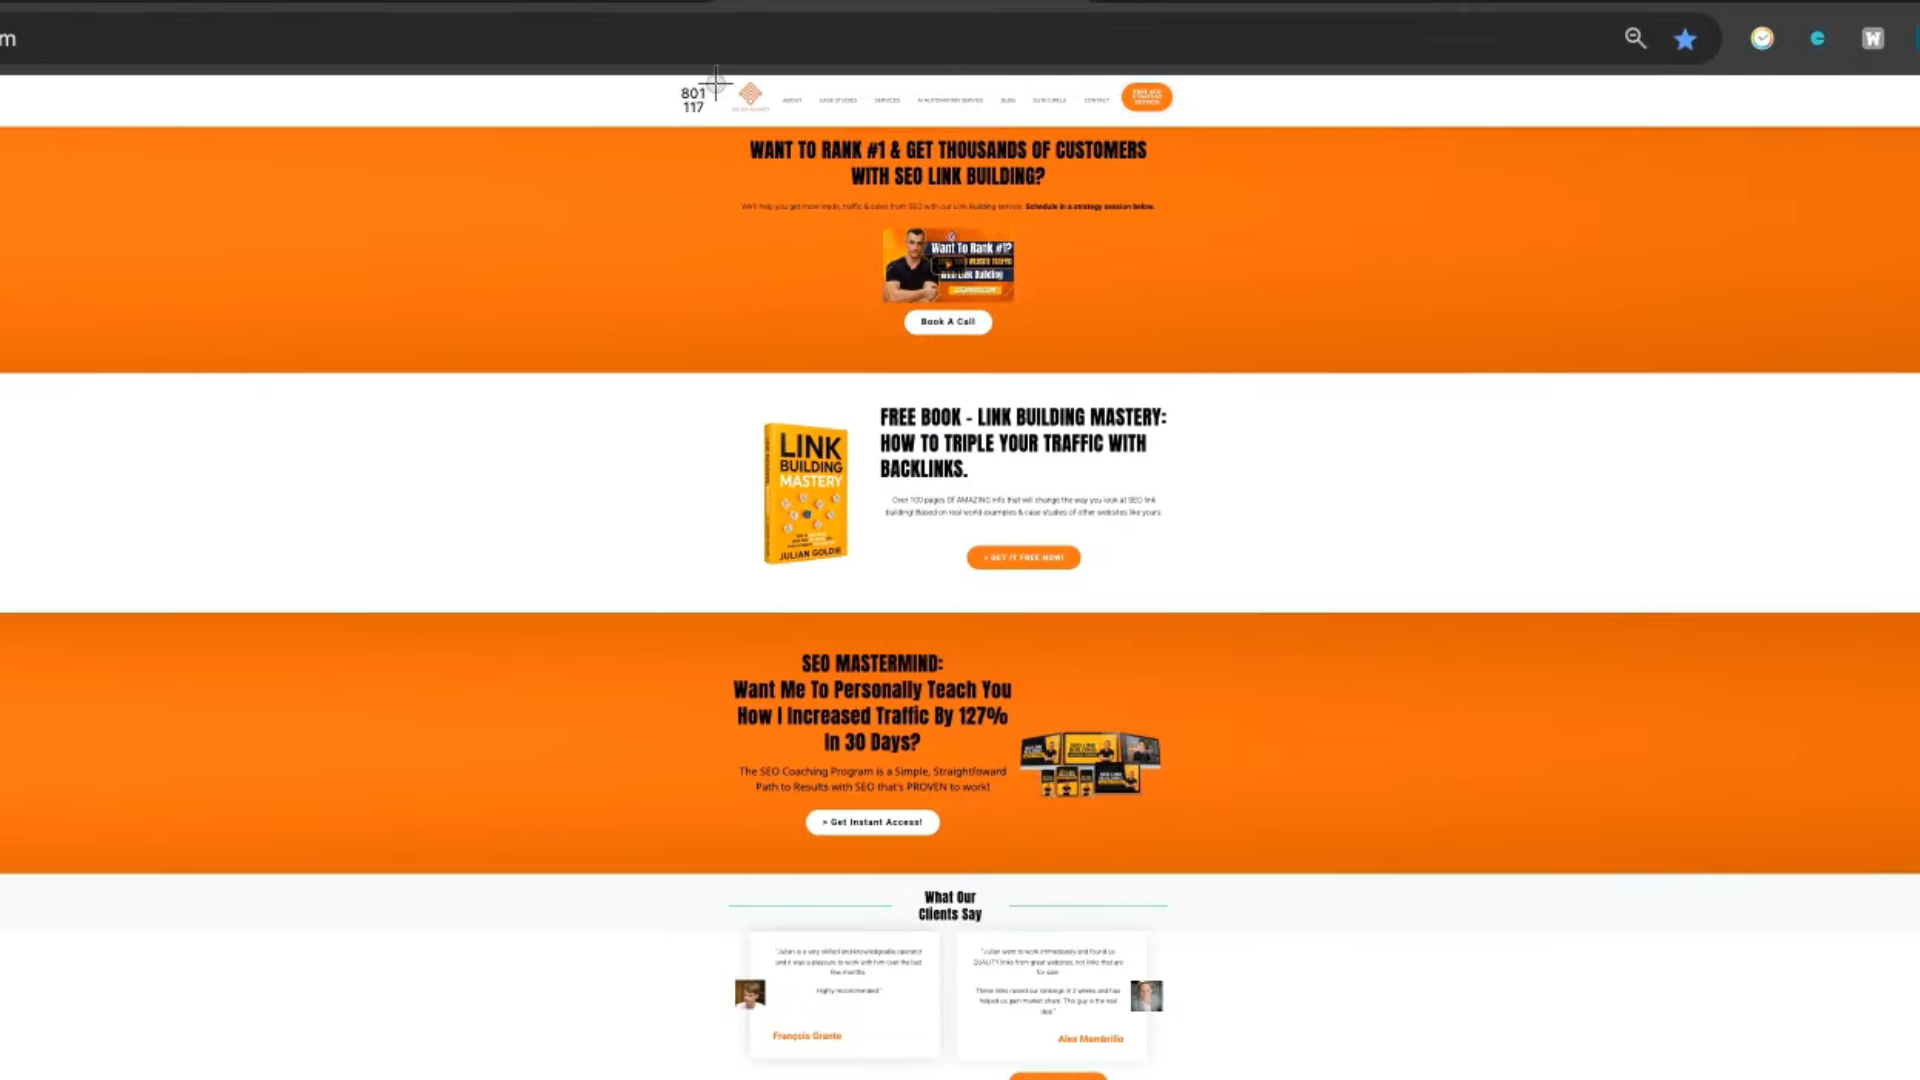 m
801
117
ABOUT CASE STUDIES SERVICES AI AUTOMATION SERVICE BLOG ELITE CIRCLE CONTACT FREE SEO
STRATEGY
SESSION
WANT TO RANK #1 & GET THOUSANDS OF CUSTOMERS
WITH SEO LINK BUILDING?
We'll help you get more leads, traffic & sales from SEO with our Link Building service. Schedule in a strategy session below.
Want To Rank #1?
With Link Building
Book A Call
FREE BOOK - LINK BUILDING MASTERY:
HOW TO TRIPLE YOUR TRAFFIC WITH
BACKLINKS.
Over 100 pages Of AMAZING info that will change the way you look at SEO link
building! Based on real world examples & case studies of other websites like yours.
LINK
BUILDING
MASTERY
JULIAN GOLDIE
> GET IT FREE NOW!
SEO MASTERMIND:
Want Me To Personally Teach You
How I Increased Traffic By 127%
In 30 Days?
The SEO Coaching Program is a Simple, Straightfoward
Path to Results with SEO that's PROVEN to work!
> Get Instant Access!
What Our
Clients Say
"Julian is a very skilled and knowledgeable operator
and it was a pleasure to work with him over the last
few months.
Highly recommended."
François Grante
"Julian went to work immediately and found us
QUALITY links from great websites, not links that are
for sale.
These links raised our rankings in 2 weeks and has
helped us gain market share. This guy is the real
deal."
Alex Membrillo